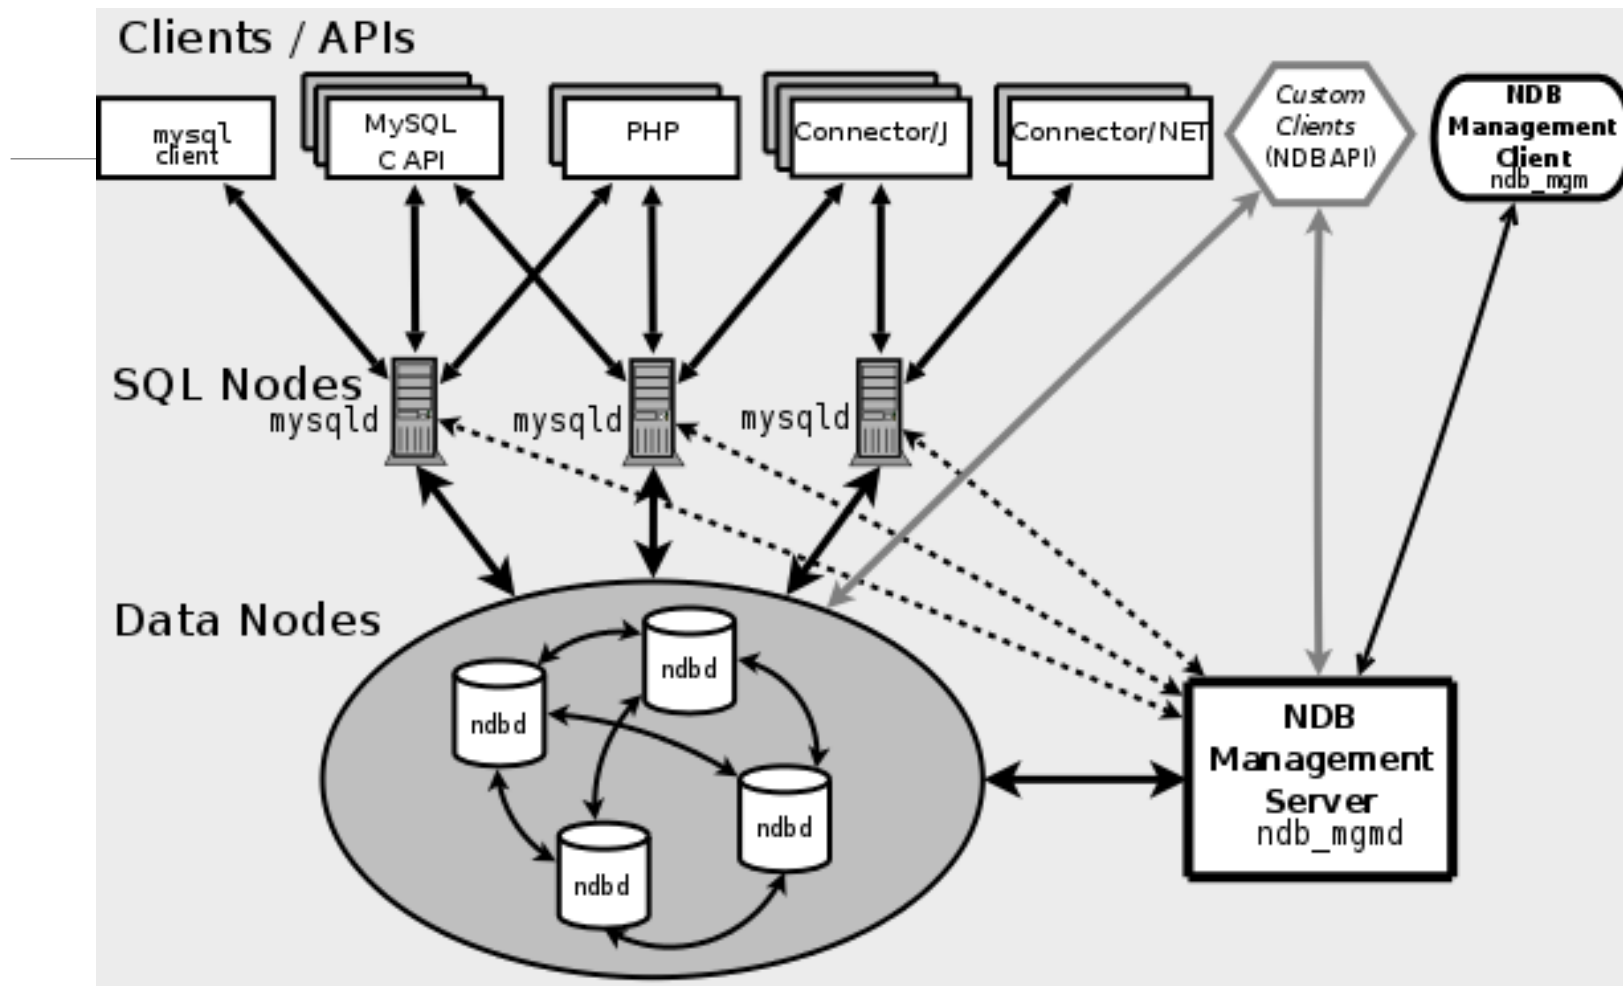 Clients / APIs
mysql
client
MySQL
C API
PHP
Connector/J
Connector/NET
Custom
Clients
(NDBAPI)
NDB
Management
Client
ndb_mgm
SQL Nodes
mysqld
mysqld
mysqld
Data Nodes
ndbd
ndbd
ndbd
ndbd
NDB
Management
Server
ndb_mgmd